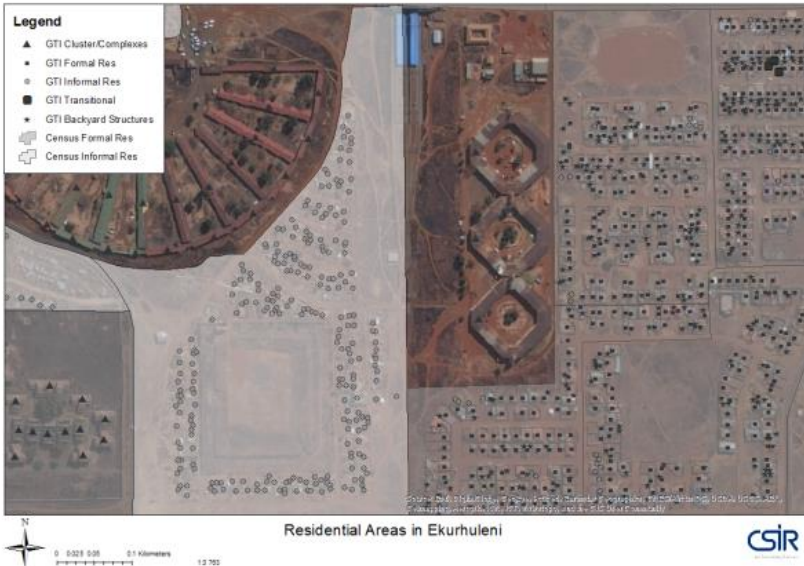 Legend
GTI Cluster/Complexes
GTI Formal Res
GTI Informal Res
GTI Transitional
GTI Backyard Structures
Census Formal Res
Census Informal Res
N
Residential Areas in Ekurhuleni
CSIR
0 0.025 0.05 0.1 Kilometers